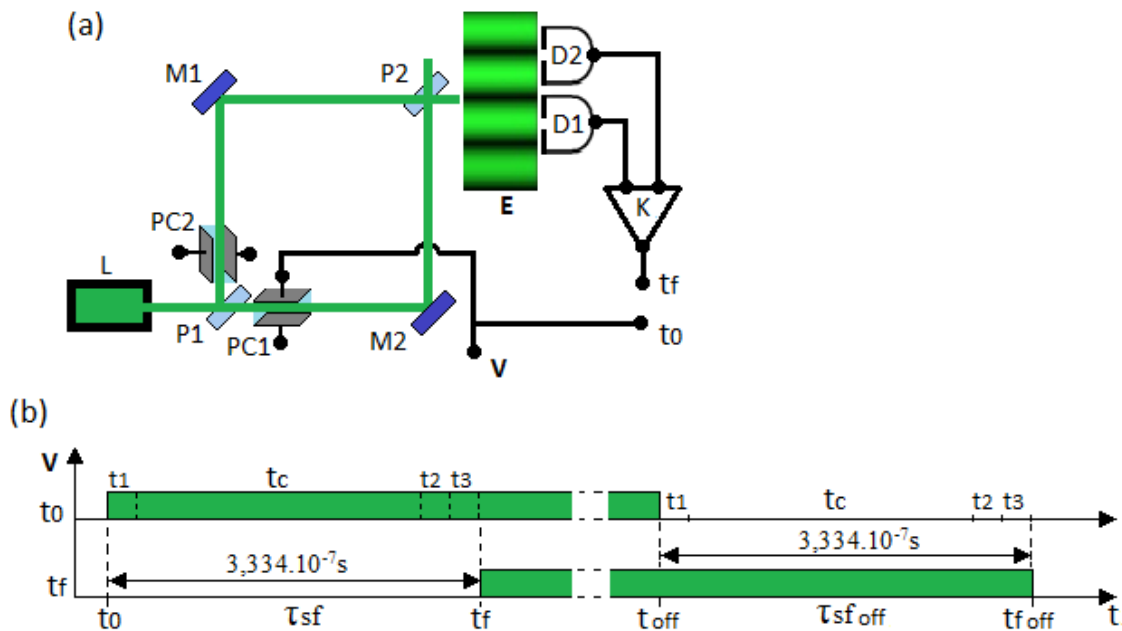 (a)
M1
P2
D2
D1
K
E
PC2
L
P1
PC1
M2
V
tf
t0
(b)
V
t1 tc t2 t3
t1 tc t2 t3
t0
3,334.10⁻⁷s
3,334.10⁻⁷s
tf
t0 τsf tf toff τsfoff tfoff t